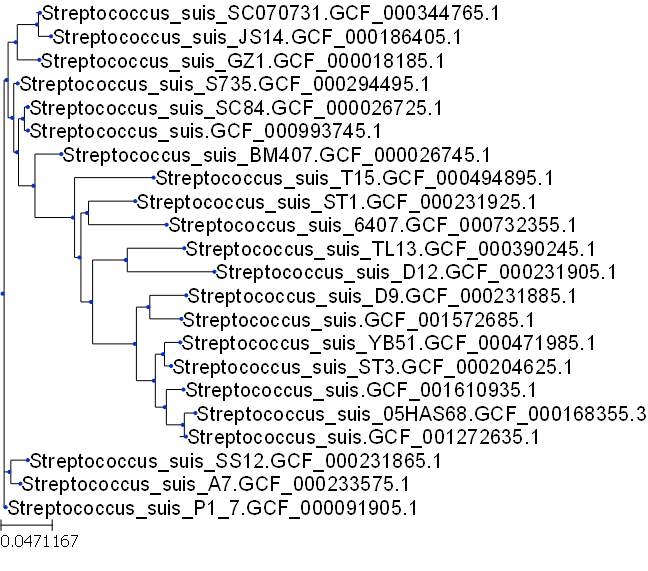 Streptococcus_suis_SC070731.GCF_000344765.1
Streptococcus_suis_JS14.GCF_000186405.1
Streptococcus_suis_GZ1.GCF_000018185.1
Streptococcus_suis_S735.GCF_000294495.1
Streptococcus_suis_SC84.GCF_000026725.1
Streptococcus_suis.GCF_000993745.1
Streptococcus_suis_BM407.GCF_000026745.1
Streptococcus_suis_T15.GCF_000494895.1
Streptococcus_suis_ST1.GCF_000231925.1
Streptococcus_suis_6407.GCF_000732355.1
Streptococcus_suis_TL13.GCF_000390245.1
Streptococcus_suis_D12.GCF_000231905.1
Streptococcus_suis_D9.GCF_000231885.1
Streptococcus_suis.GCF_001572685.1
Streptococcus_suis_YB51.GCF_000471985.1
Streptococcus_suis_ST3.GCF_000204625.1
Streptococcus_suis.GCF_001610935.1
Streptococcus_suis_05HAS68.GCF_000168355.3
Streptococcus_suis.GCF_001272635.1
Streptococcus_suis_SS12.GCF_000231865.1
Streptococcus_suis_A7.GCF_000233575.1
Streptococcus_suis_P1_7.GCF_000091905.1
0.0471167